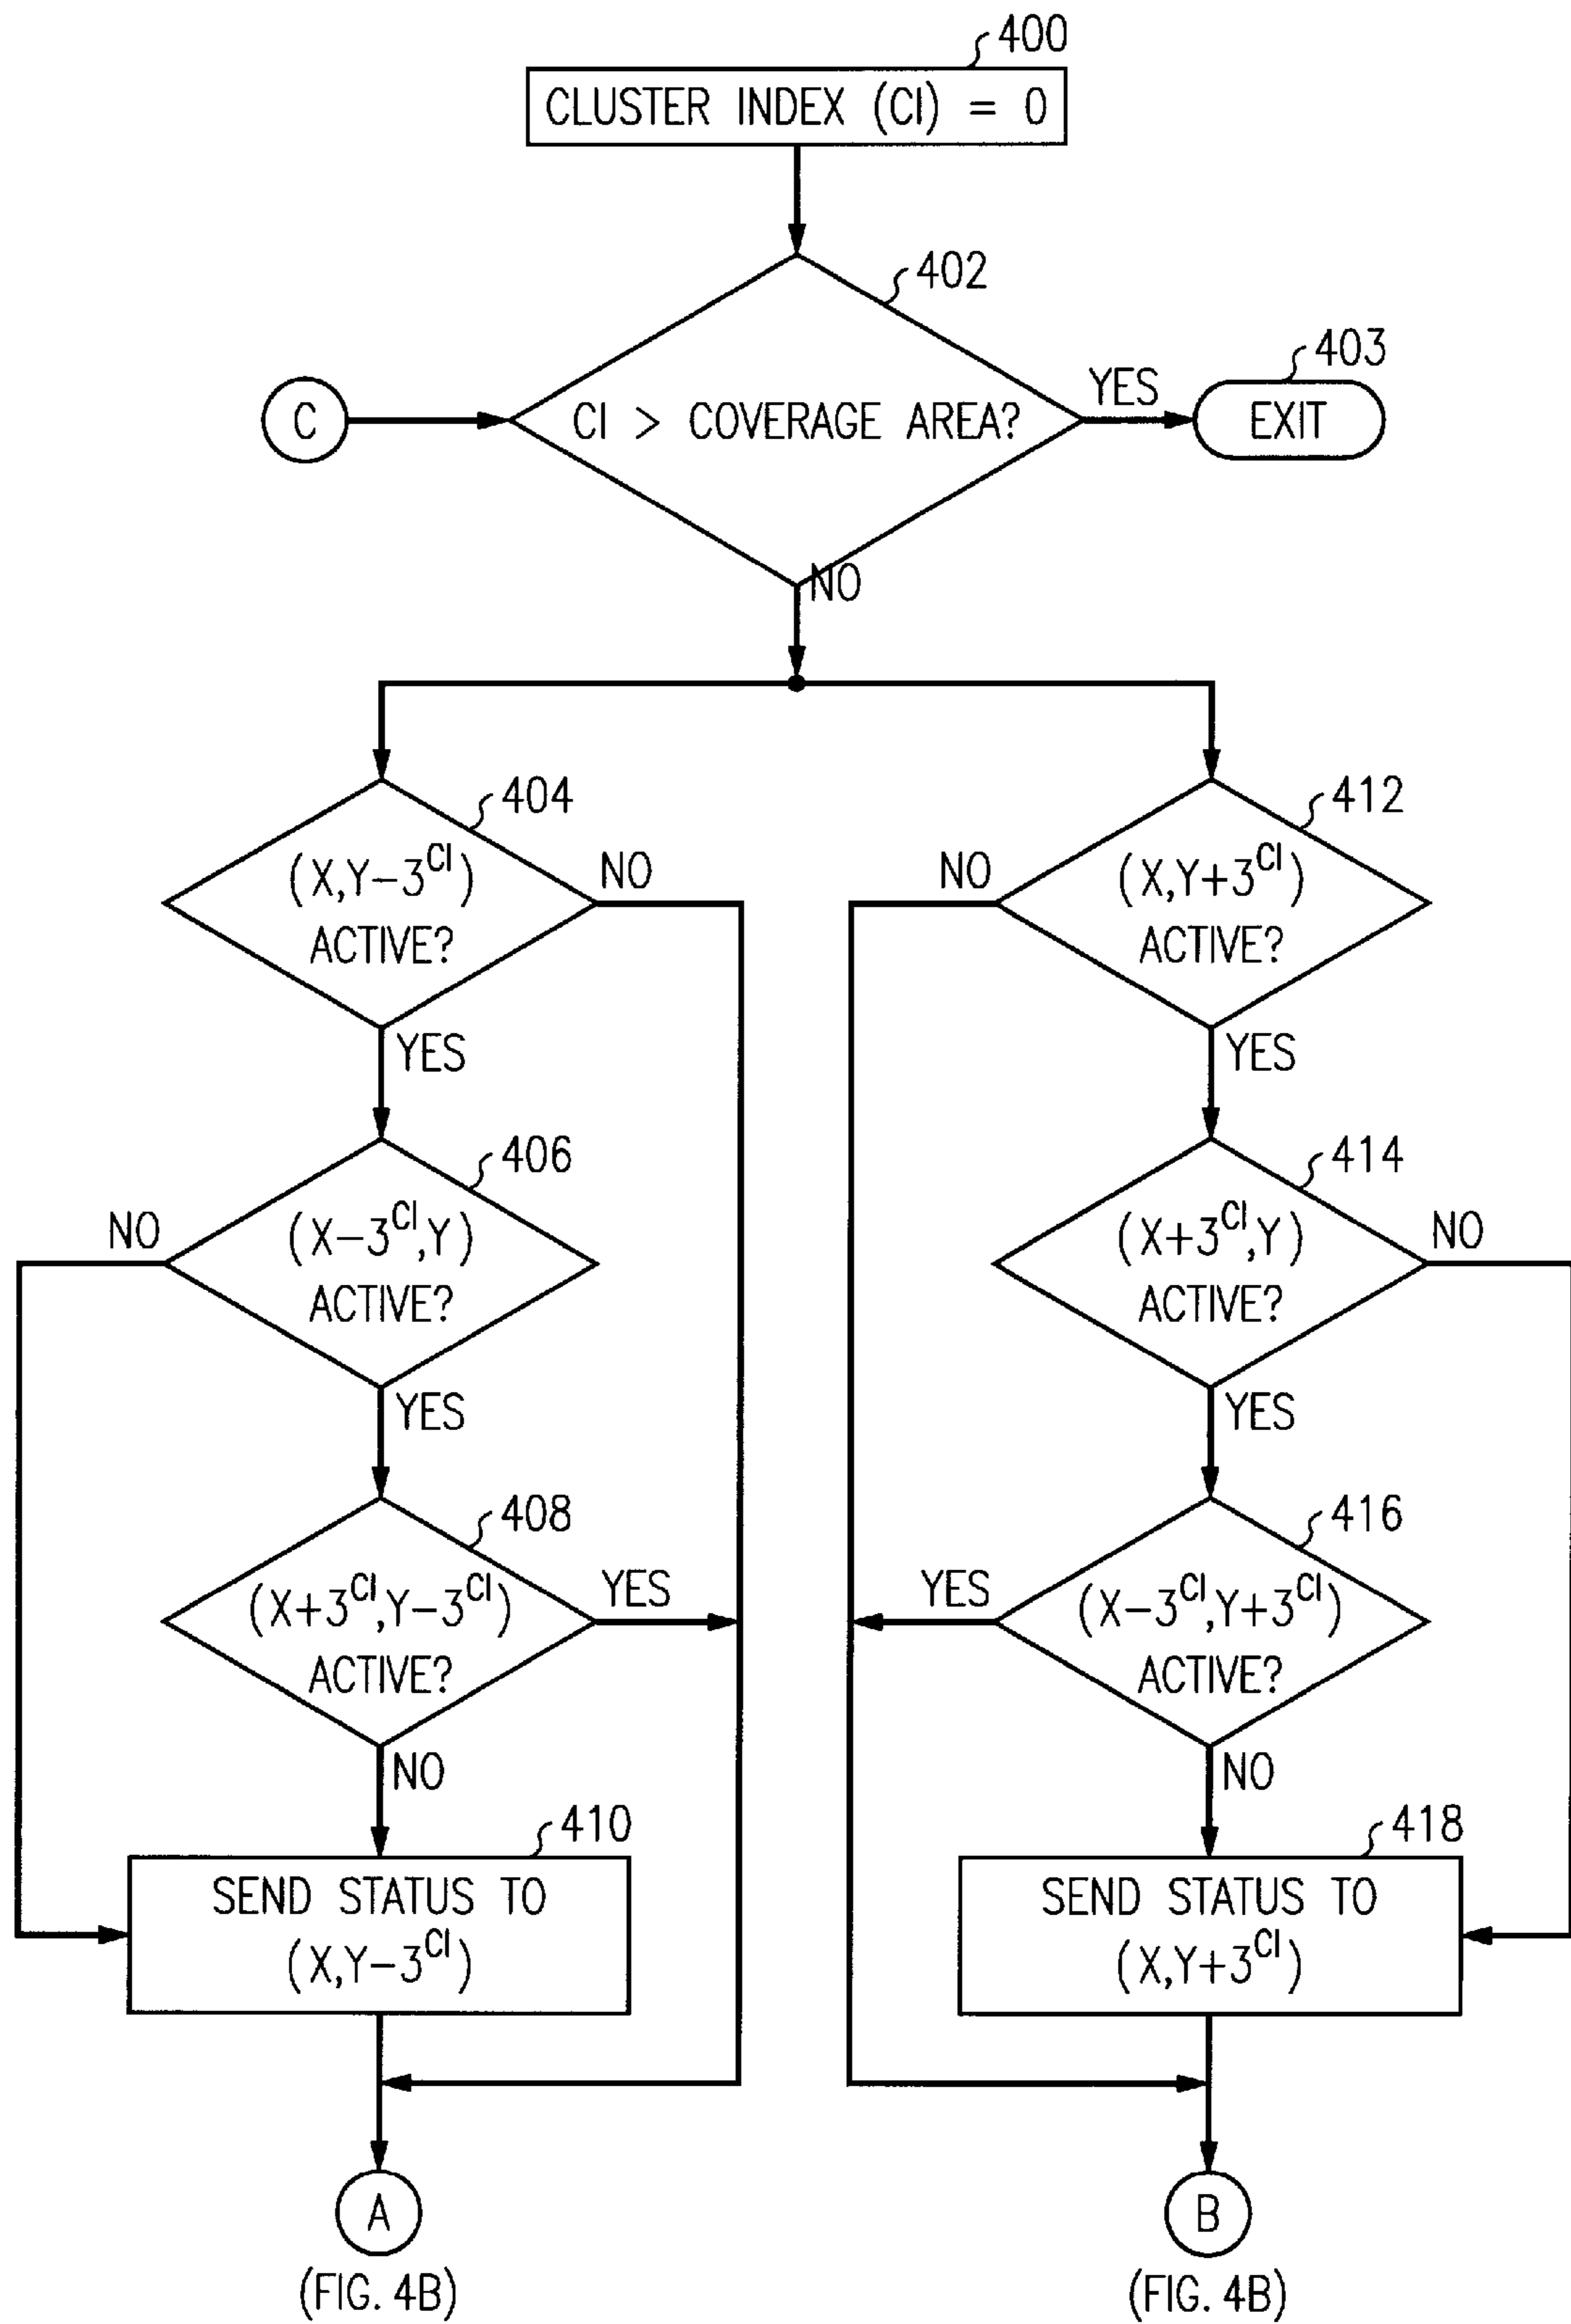 400
CLUSTER INDEX (CI) = 0
402
403
C
CI > COVERAGE AREA?
YES
EXIT
NO
404
(X,Y−3^CI)
ACTIVE?
NO
YES
412
(X,Y+3^CI)
ACTIVE?
NO
YES
406
(X−3^CI,Y)
ACTIVE?
NO
YES
414
(X+3^CI,Y)
ACTIVE?
NO
YES
408
(X+3^CI,Y−3^CI)
ACTIVE?
YES
NO
416
(X−3^CI,Y+3^CI)
ACTIVE?
YES
NO
410
SEND STATUS TO
(X,Y−3^CI)
418
SEND STATUS TO
(X,Y+3^CI)
A
(FIG. 4B)
B
(FIG. 4B)